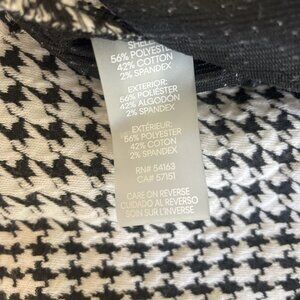 SHELL:
56% POLYESTER
42% COTTON
2% SPANDEX
EXTERIOR:
56% POLIÉSTER
42% ALGODÓN
2% SPANDEX
EXTÉRIEUR:
56% POLYESTER
42% COTON
2% SPANDEX
RN# 54163
CA# 57151
CARE ON REVERSE
CUIDADO AL REVERSO
SOIN SUR L'INVERSE